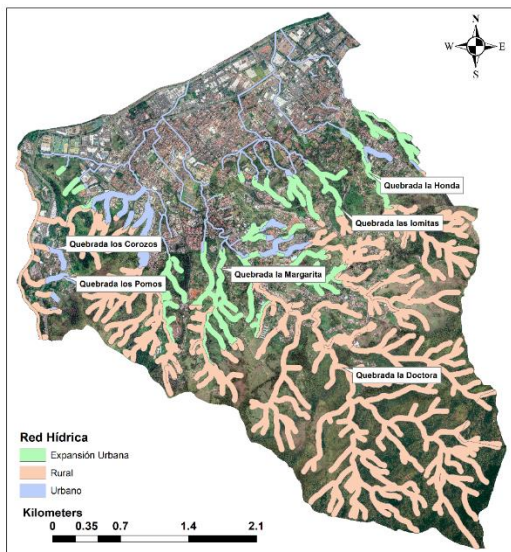 N
W E
S
Quebrada la Honda
Quebrada las lomitas
Quebrada los Corozos
Quebrada la Margarita
Quebrada los Pomos
Quebrada la Doctora
Red Hídrica
Expansión Urbana
Rural
Urbano
Kilometers
0 0.35 0.7 1.4 2.1